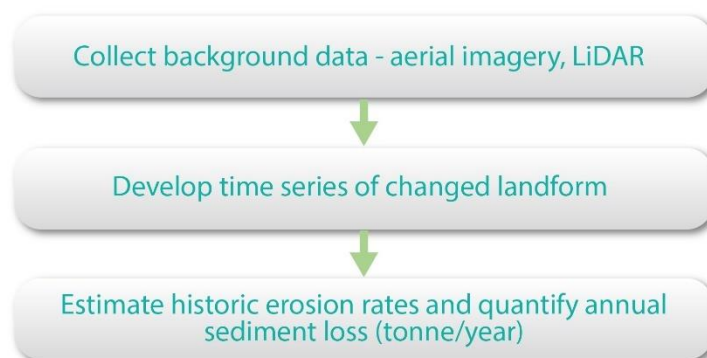 Collect background data - aerial imagery, LiDAR
Develop time series of changed landform
Estimate historic erosion rates and quantify annual
sediment loss (tonne/year)